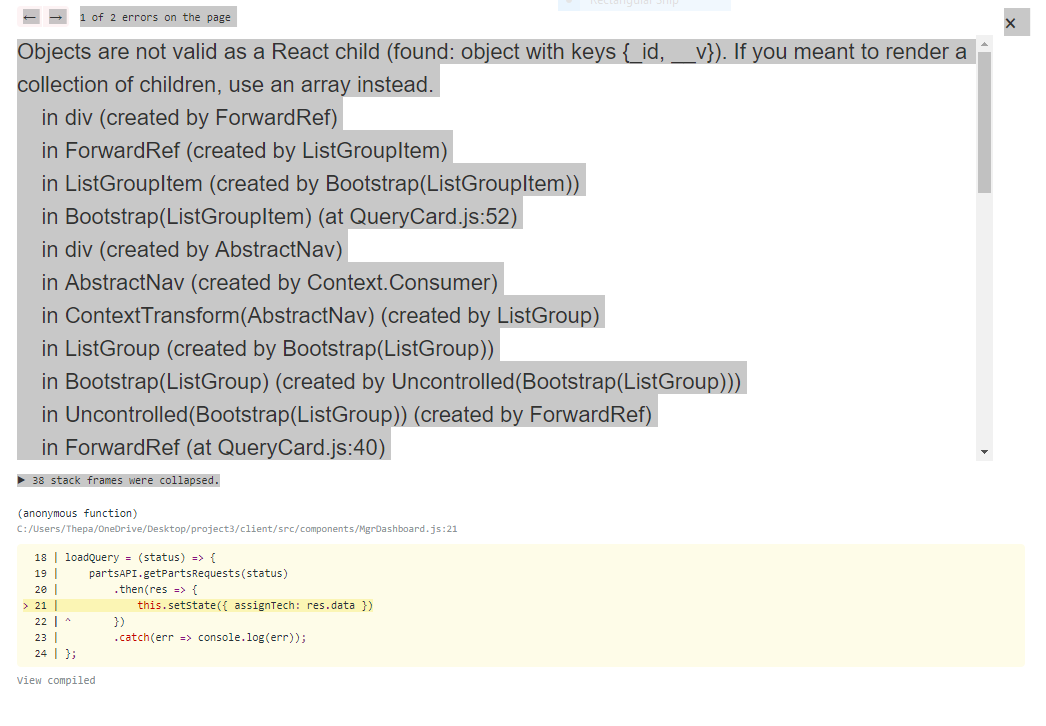 Rectangular Ship
← → 1 of 2 errors on the page
×
Objects are not valid as a React child (found: object with keys {_id, __v}). If you meant to render a
collection of children, use an array instead.
in div (created by ForwardRef)
in ForwardRef (created by ListGroupItem)
in ListGroupItem (created by Bootstrap(ListGroupItem))
in Bootstrap(ListGroupItem) (at QueryCard.js:52)
in div (created by AbstractNav)
in AbstractNav (created by Context.Consumer)
in ContextTransform(AbstractNav) (created by ListGroup)
in ListGroup (created by Bootstrap(ListGroup))
in Bootstrap(ListGroup) (created by Uncontrolled(Bootstrap(ListGroup)))
in Uncontrolled(Bootstrap(ListGroup)) (created by ForwardRef)
in ForwardRef (at QueryCard.js:40)
▶ 38 stack frames were collapsed.
(anonymous function)
C:/Users/Thepa/OneDrive/Desktop/project3/client/src/components/MgrDashboard.js:21
18 | loadQuery = (status) => {
19 |     partsAPI.getPartsRequests(status)
20 |         .then(res => {
> 21 |             this.setState({ assignTech: res.data })
22 | ^       })
23 |         .catch(err => console.log(err));
24 | };
View compiled